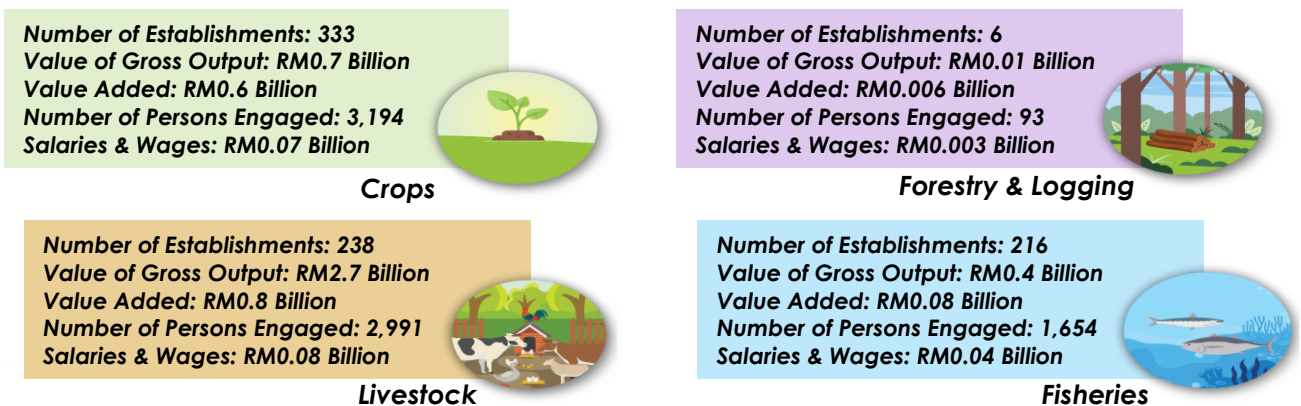 Number of Establishments: 333
Value of Gross Output: RM0.7 Billion
Value Added: RM0.6 Billion
Number of Persons Engaged: 3,194
Salaries & Wages: RM0.07 Billion
Crops
Number of Establishments: 6
Value of Gross Output: RM0.01 Billion
Value Added: RM0.006 Billion
Number of Persons Engaged: 93
Salaries & Wages: RM0.003 Billion
Forestry & Logging
Number of Establishments: 238
Value of Gross Output: RM2.7 Billion
Value Added: RM0.8 Billion
Number of Persons Engaged: 2,991
Salaries & Wages: RM0.08 Billion
Livestock
Number of Establishments: 216
Value of Gross Output: RM0.4 Billion
Value Added: RM0.08 Billion
Number of Persons Engaged: 1,654
Salaries & Wages: RM0.04 Billion
Fisheries